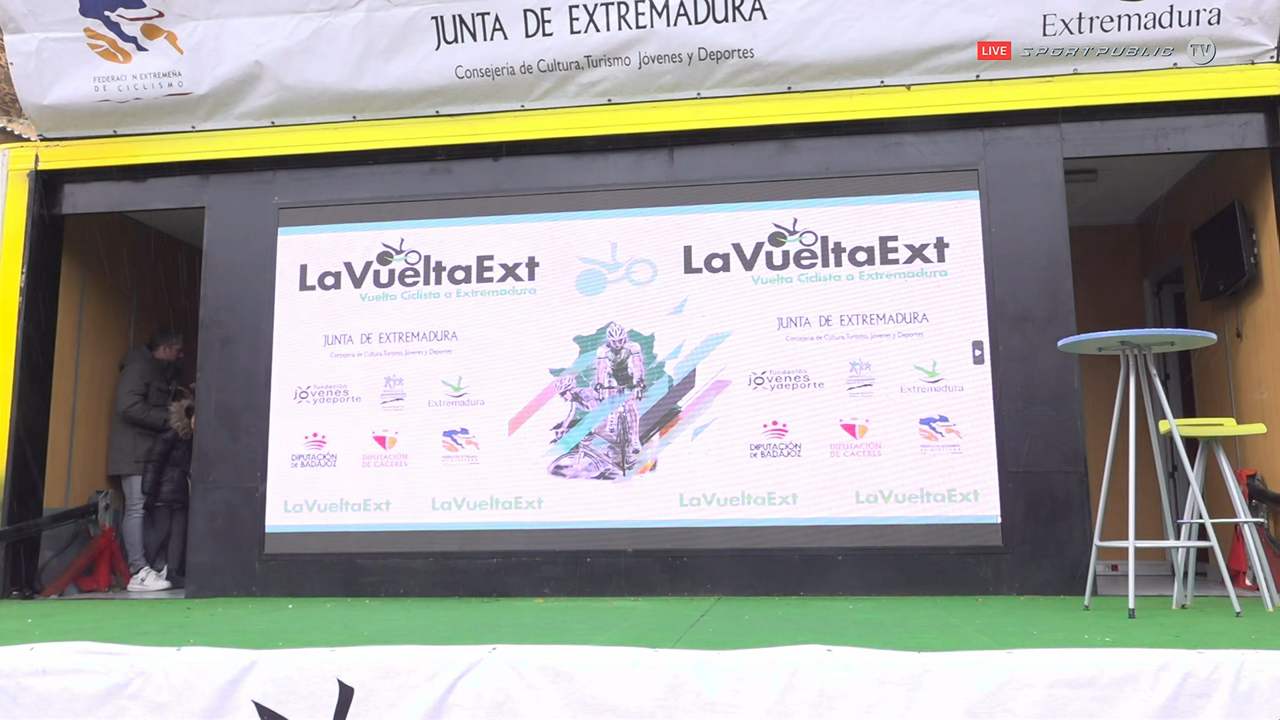 JUNTA DE EXTREMADURA
Consejería de Cultura, Turismo Jóvenes y Deportes
FEDERACI N EXTREMEÑA
DE CICLISMO
Extremadura
LIVE SPORTPUBLIC TV
LaVueltaExt
Vuelta Ciclista a Extremadura
LaVueltaExt
Vuelta Ciclista a Extremadura
JUNTA DE EXTREMADURA
Consejería de Cultura, Turismo, Jóvenes y Deportes
JUNTA DE EXTREMADURA
Consejería de Cultura, Turismo, Jóvenes y Deportes
fundación
jóvenes
ydeporte
Extremadura
fundación
jóvenes
ydeporte
Extremadura
DIPUTACIÓN
DE BADAJOZ
DIPUTACIÓN
DE CÁCERES
DIPUTACIÓN
DE BADAJOZ
DIPUTACIÓN
DE CÁCERES
LaVueltaExt
LaVueltaExt
LaVueltaExt
LaVueltaExt